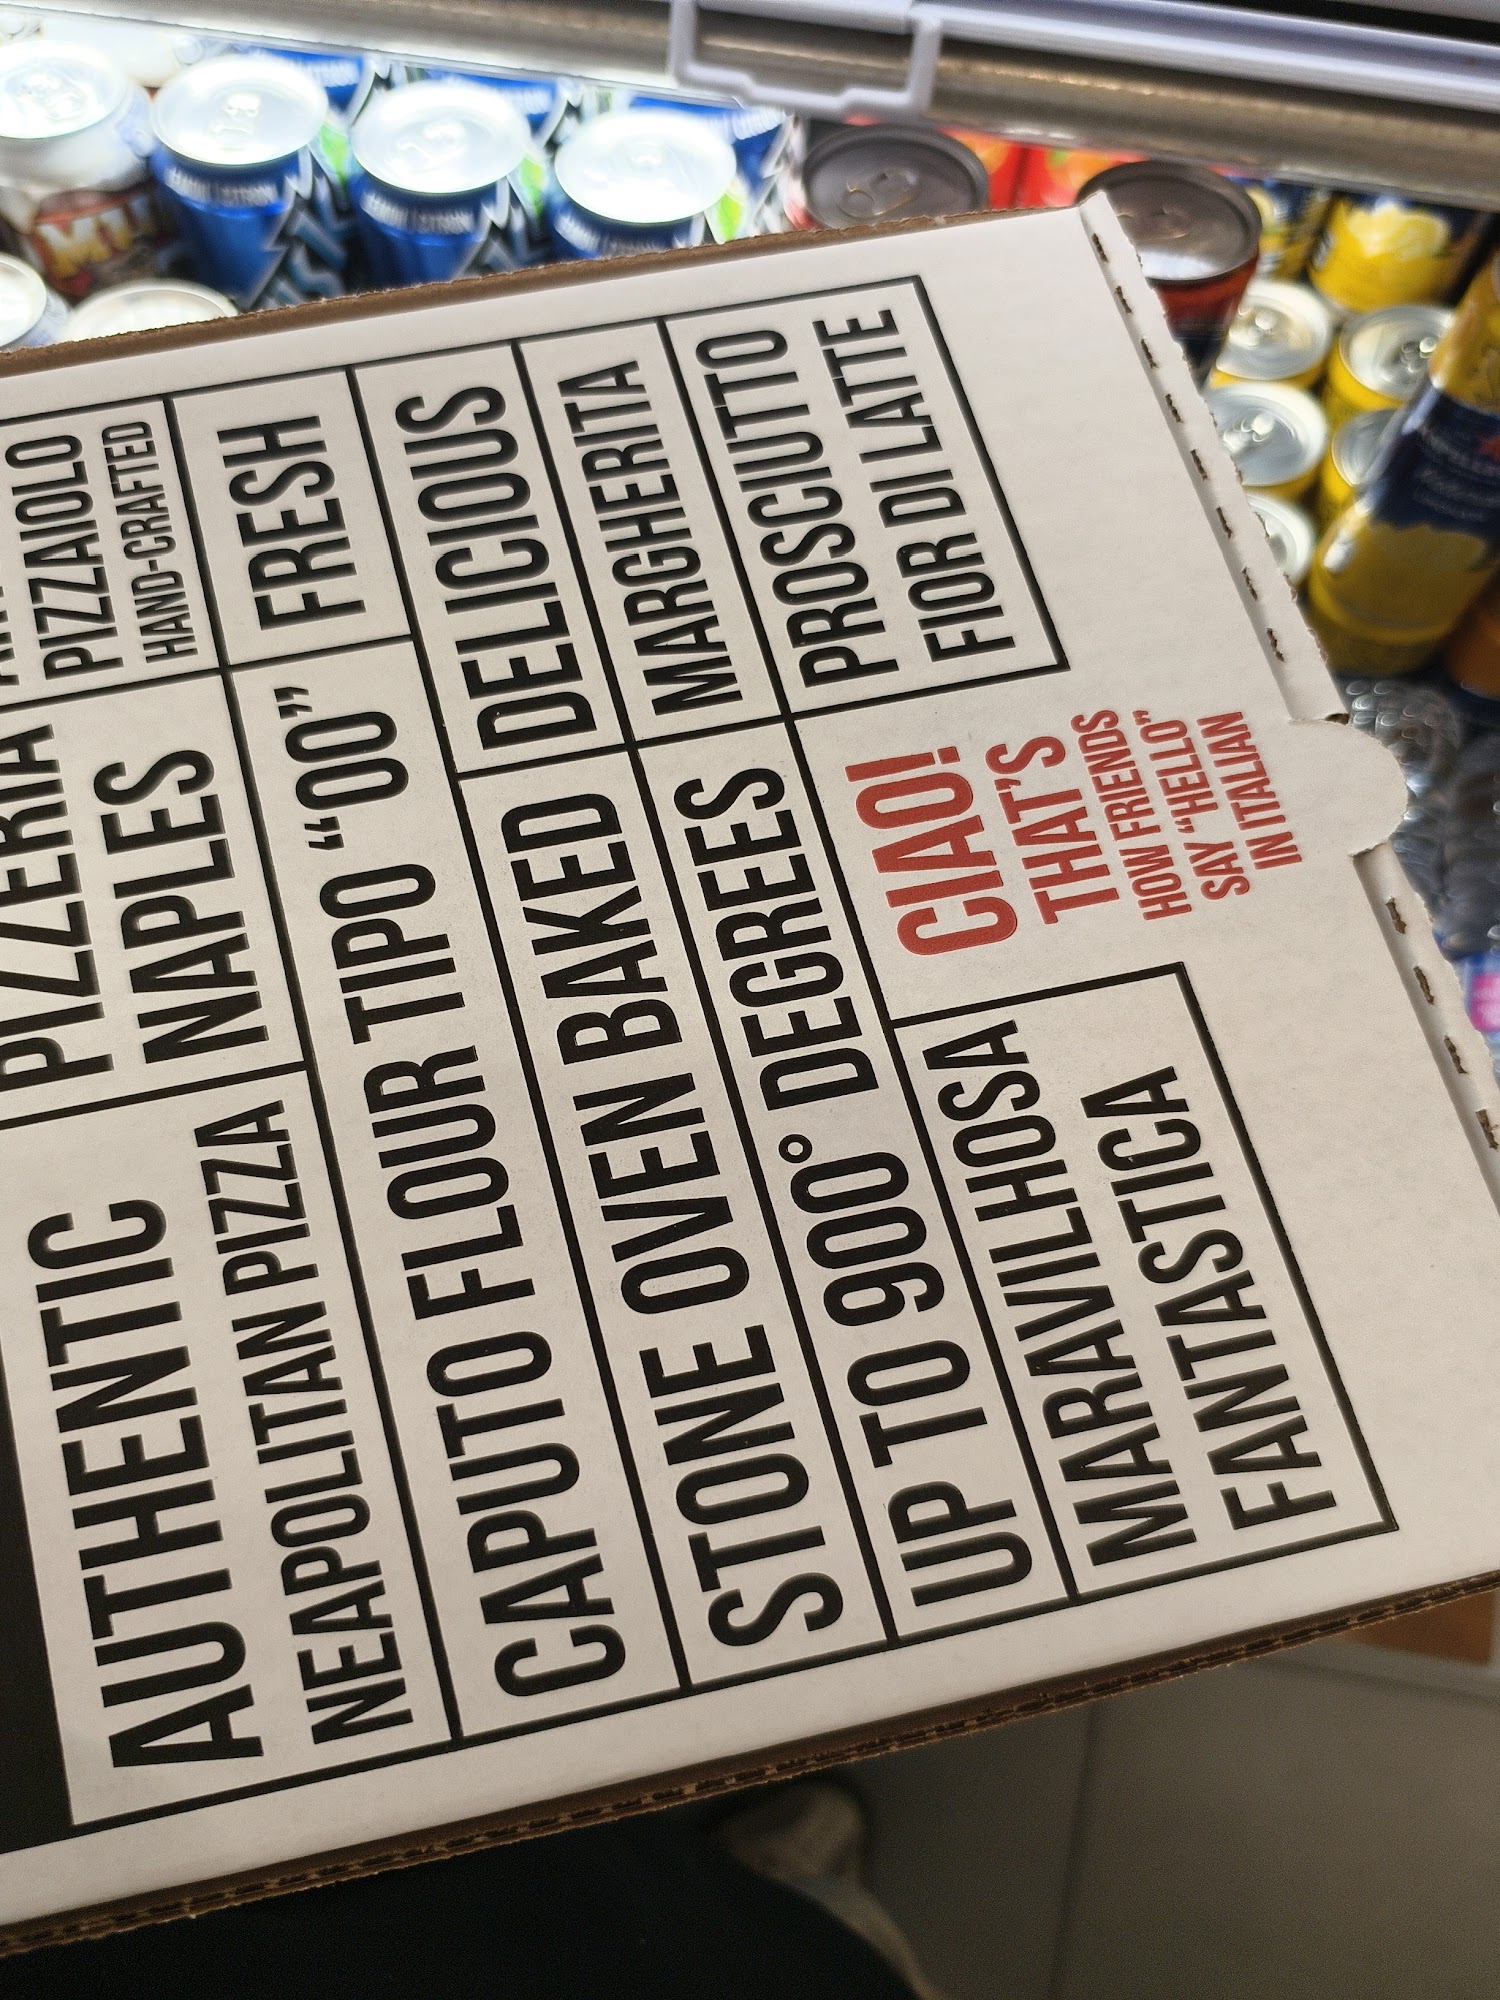 PIZZERIA
NAPLES
PIZZAIOLO
HAND-CRAFTED
AUTHENTIC
NEAPOLITAN PIZZA
FRESH
CAPUTO FLOUR TIPO “00”
DELICIOUS
STONE OVEN BAKED
MARGHERITA
UP TO 900° DEGREES
PROSCIUTTO
FIOR DI LATTE
MARAVILHOSA
FANTASTICA
CIAO!
THAT'S
HOW FRIENDS
SAY “HELLO”
IN ITALIAN